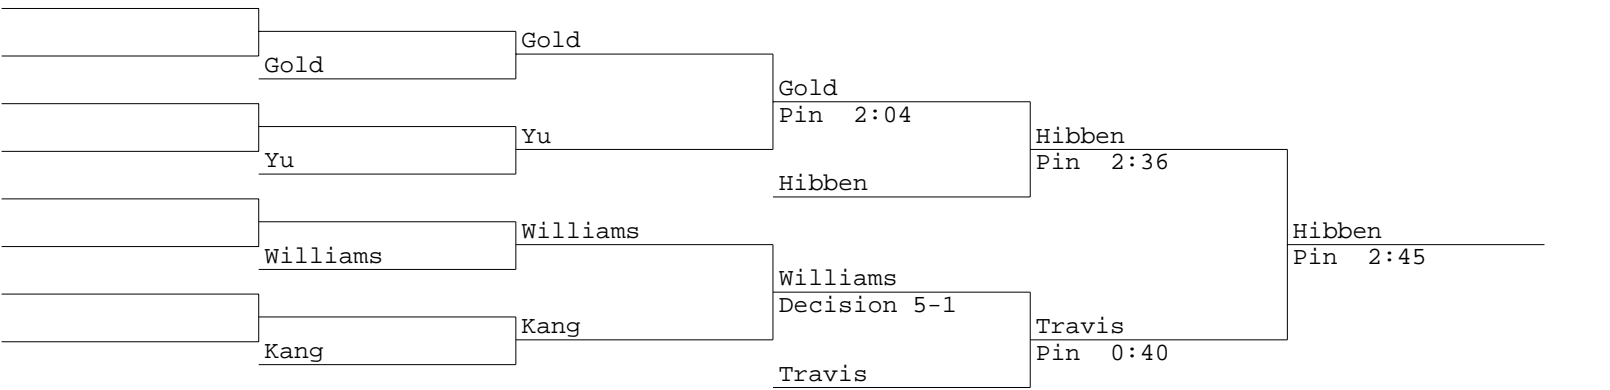 Gold
Gold
Gold
Pin 2:04
Yu
Yu
Hibben
Hibben
Pin 2:36
Williams
Williams
Williams
Decision 5-1
Kang
Kang
Travis
Travis
Pin 0:40
Hibben
Pin 2:45